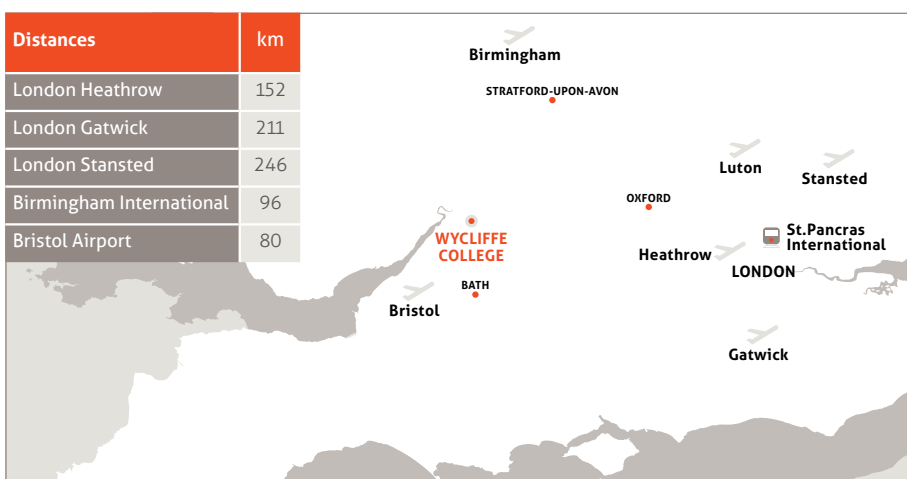 Distances km
London Heathrow 152
London Gatwick 211
London Stansted 246
Birmingham International 96
Bristol Airport 80
Birmingham
STRATFORD-UPON-AVON
Luton
Stansted
OXFORD
WYCLIFFE
COLLEGE
St.Pancras
International
Heathrow
LONDON
BATH
Bristol
Gatwick